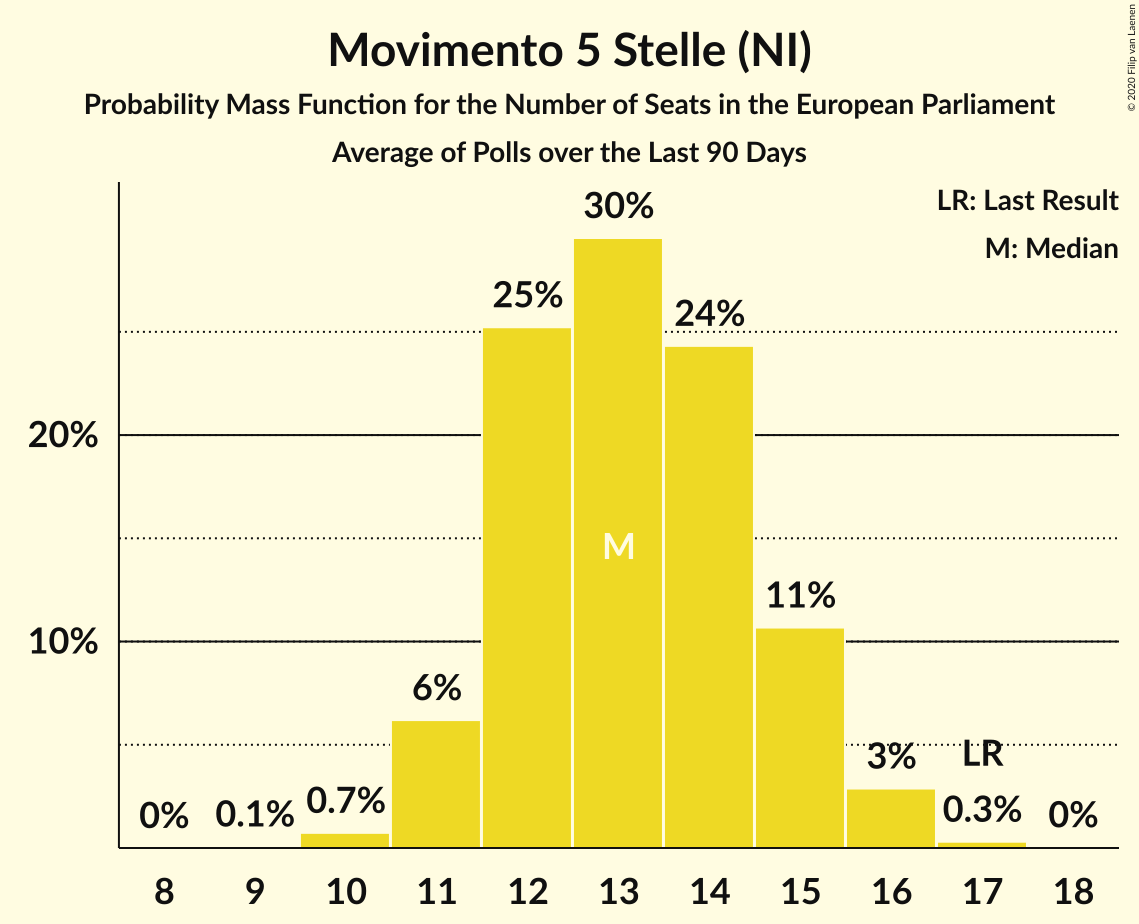 Movimento 5 Stelle (NI)
Probability Mass Function for the Number of Seats in the European Parliament
Average of Polls over the Last 90 Days
© 2020 Filip van Laenen
LR: Last Result
M: Median
30%
25%
24%
20%
M
11%
10%
6%
3%
LR
0%
0.1%
0.7%
0.3%
0%
8 9 10 11 12 13 14 15 16 17 18